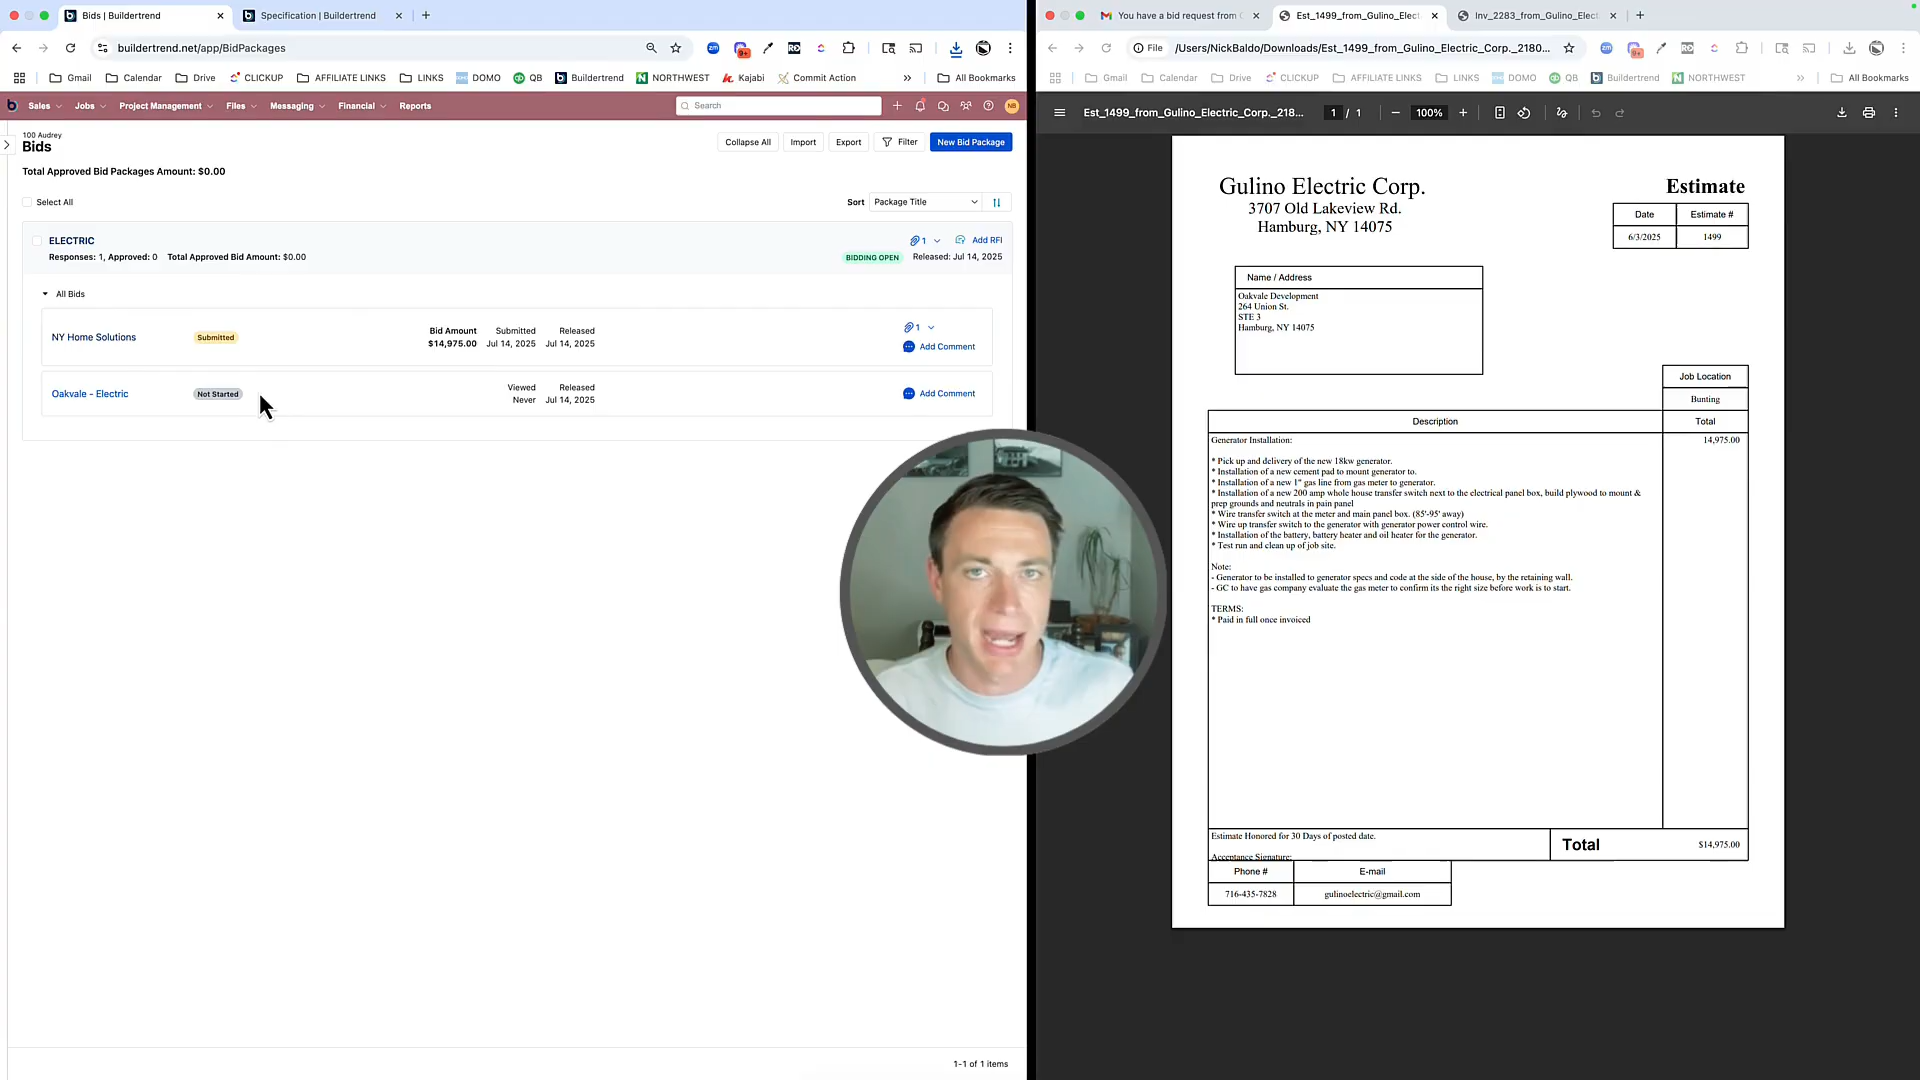 Bids | Buildertrend
Specification | Buildertrend
buildertrend.net/app/BidPackages
Gmail
Calendar
Drive
CLICKUP
AFFILIATE LINKS
LINKS
DOMO
QB
Buildertrend
NORTHWEST
Kajabi
Commit Action
All Bookmarks
Sales
Jobs
Project Management
Files
Messaging
Financial
Reports
Search
NB
100 Audrey
Bids
Collapse All
Import
Export
Filter
New Bid Package
Total Approved Bid Packages Amount: $0.00
Select All
Sort
Package Title
ELECTRIC
1
Add RFI
Responses: 1, Approved: 0 Total Approved Bid Amount: $0.00
BIDDING OPEN
Released: Jul 14, 2025
All Bids
NY Home Solutions
Submitted
Bid Amount
$14,975.00
Submitted
Jul 14, 2025
Released
Jul 14, 2025
1
Add Comment
Oakvale - Electric
Not Started
Viewed
Never
Released
Jul 14, 2025
Add Comment
1-1 of 1 items
You have a bid request from
Est_1499_from_Gulino_Elect
Inv_2283_from_Gulino_Elect
File
/Users/NickBaldo/Downloads/Est_1499_from_Gulino_Electric_Corp._2180...
Gmail
Calendar
Drive
CLICKUP
AFFILIATE LINKS
LINKS
DOMO
QB
Buildertrend
NORTHWEST
All Bookmarks
Est_1499_from_Gulino_Electric_Corp._218...
1 / 1
100%
Gulino Electric Corp.
3707 Old Lakeview Rd.
Hamburg, NY 14075
Estimate
Date
Estimate #
6/3/2025
1499
Name / Address
Oakvale Development
264 Union St.
STE 3
Hamburg, NY 14075
Job Location
Bunting
Description
Total
Generator Installation:
14,975.00
* Pick up and delivery of the new 18kw generator.
* Installation of a new cement pad to mount generator to.
* Installation of a new 1" gas line from gas meter to generator.
* Installation of a new 200 amp whole house transfer switch next to the electrical panel box, build plywood to mount &
prep grounds and neutrals in pain panel
* Wire transfer switch at the meter and main panel box. (85'-95' away)
* Wire up transfer switch to the generator with generator power control wire.
* Installation of the battery, battery heater and oil heater for the generator.
* Test run and clean up of job site.
Note:
- Generator to be installed to generator specs and code at the side of the house, by the retaining wall.
- GC to have gas company evaluate the gas meter to confirm its the right size before work is to start.
TERMS:
* Paid in full once invoiced
Estimate Honored for 30 Days of posted date.
Acceptance Signature:
Total
$14,975.00
Phone #
E-mail
716-435-7828
gulinoelectric@gmail.com